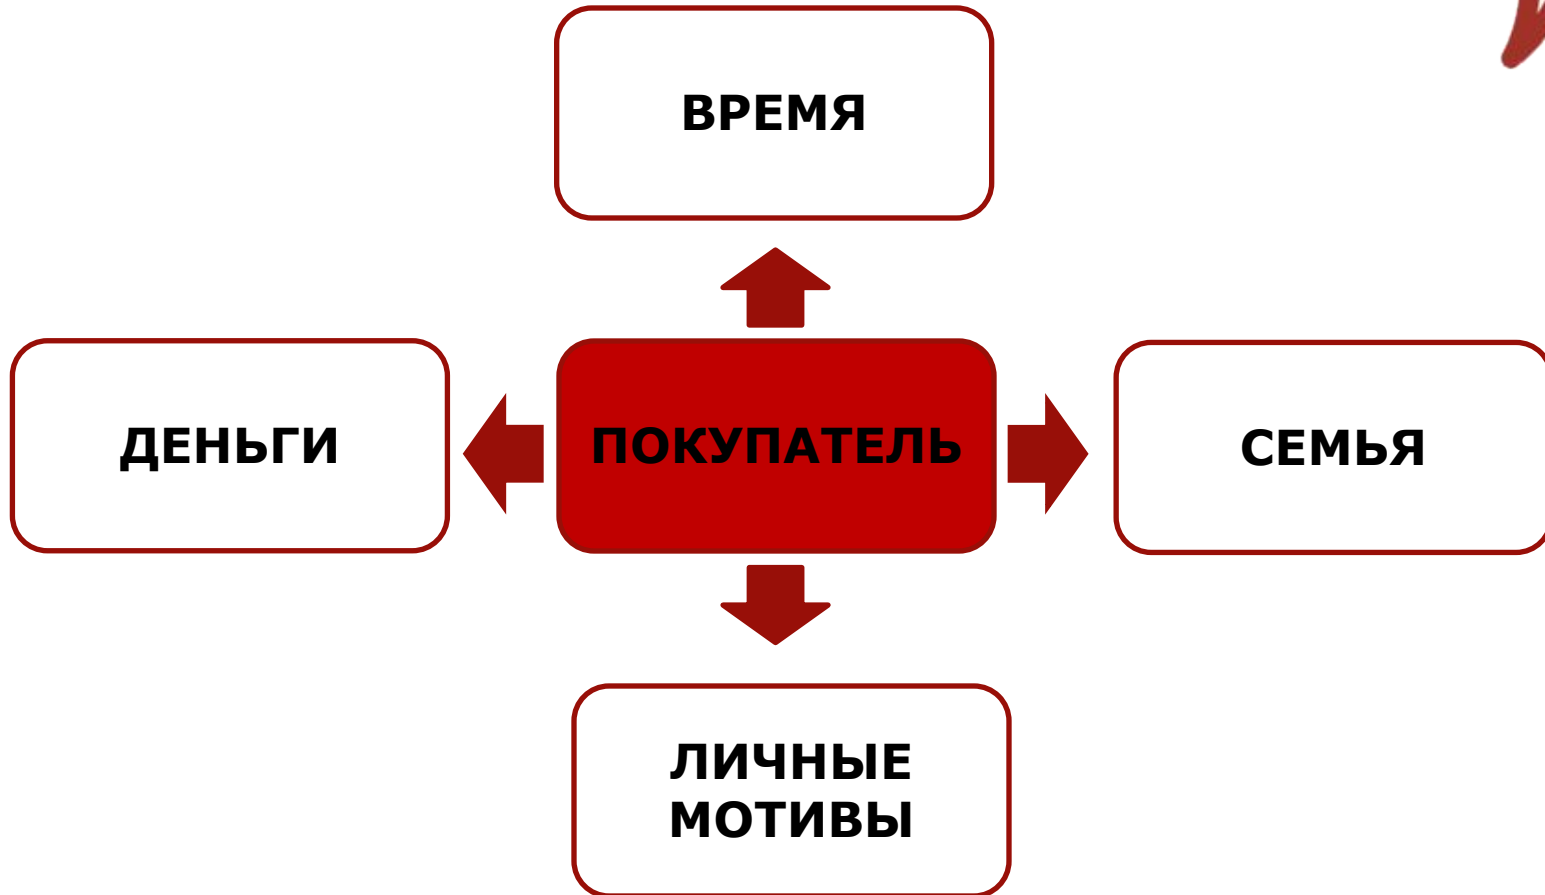 ВРЕМЯ
ДЕНЬГИ
ПОКУПАТЕЛЬ
СЕМЬЯ
ЛИЧНЫЕ
МОТИВЫ